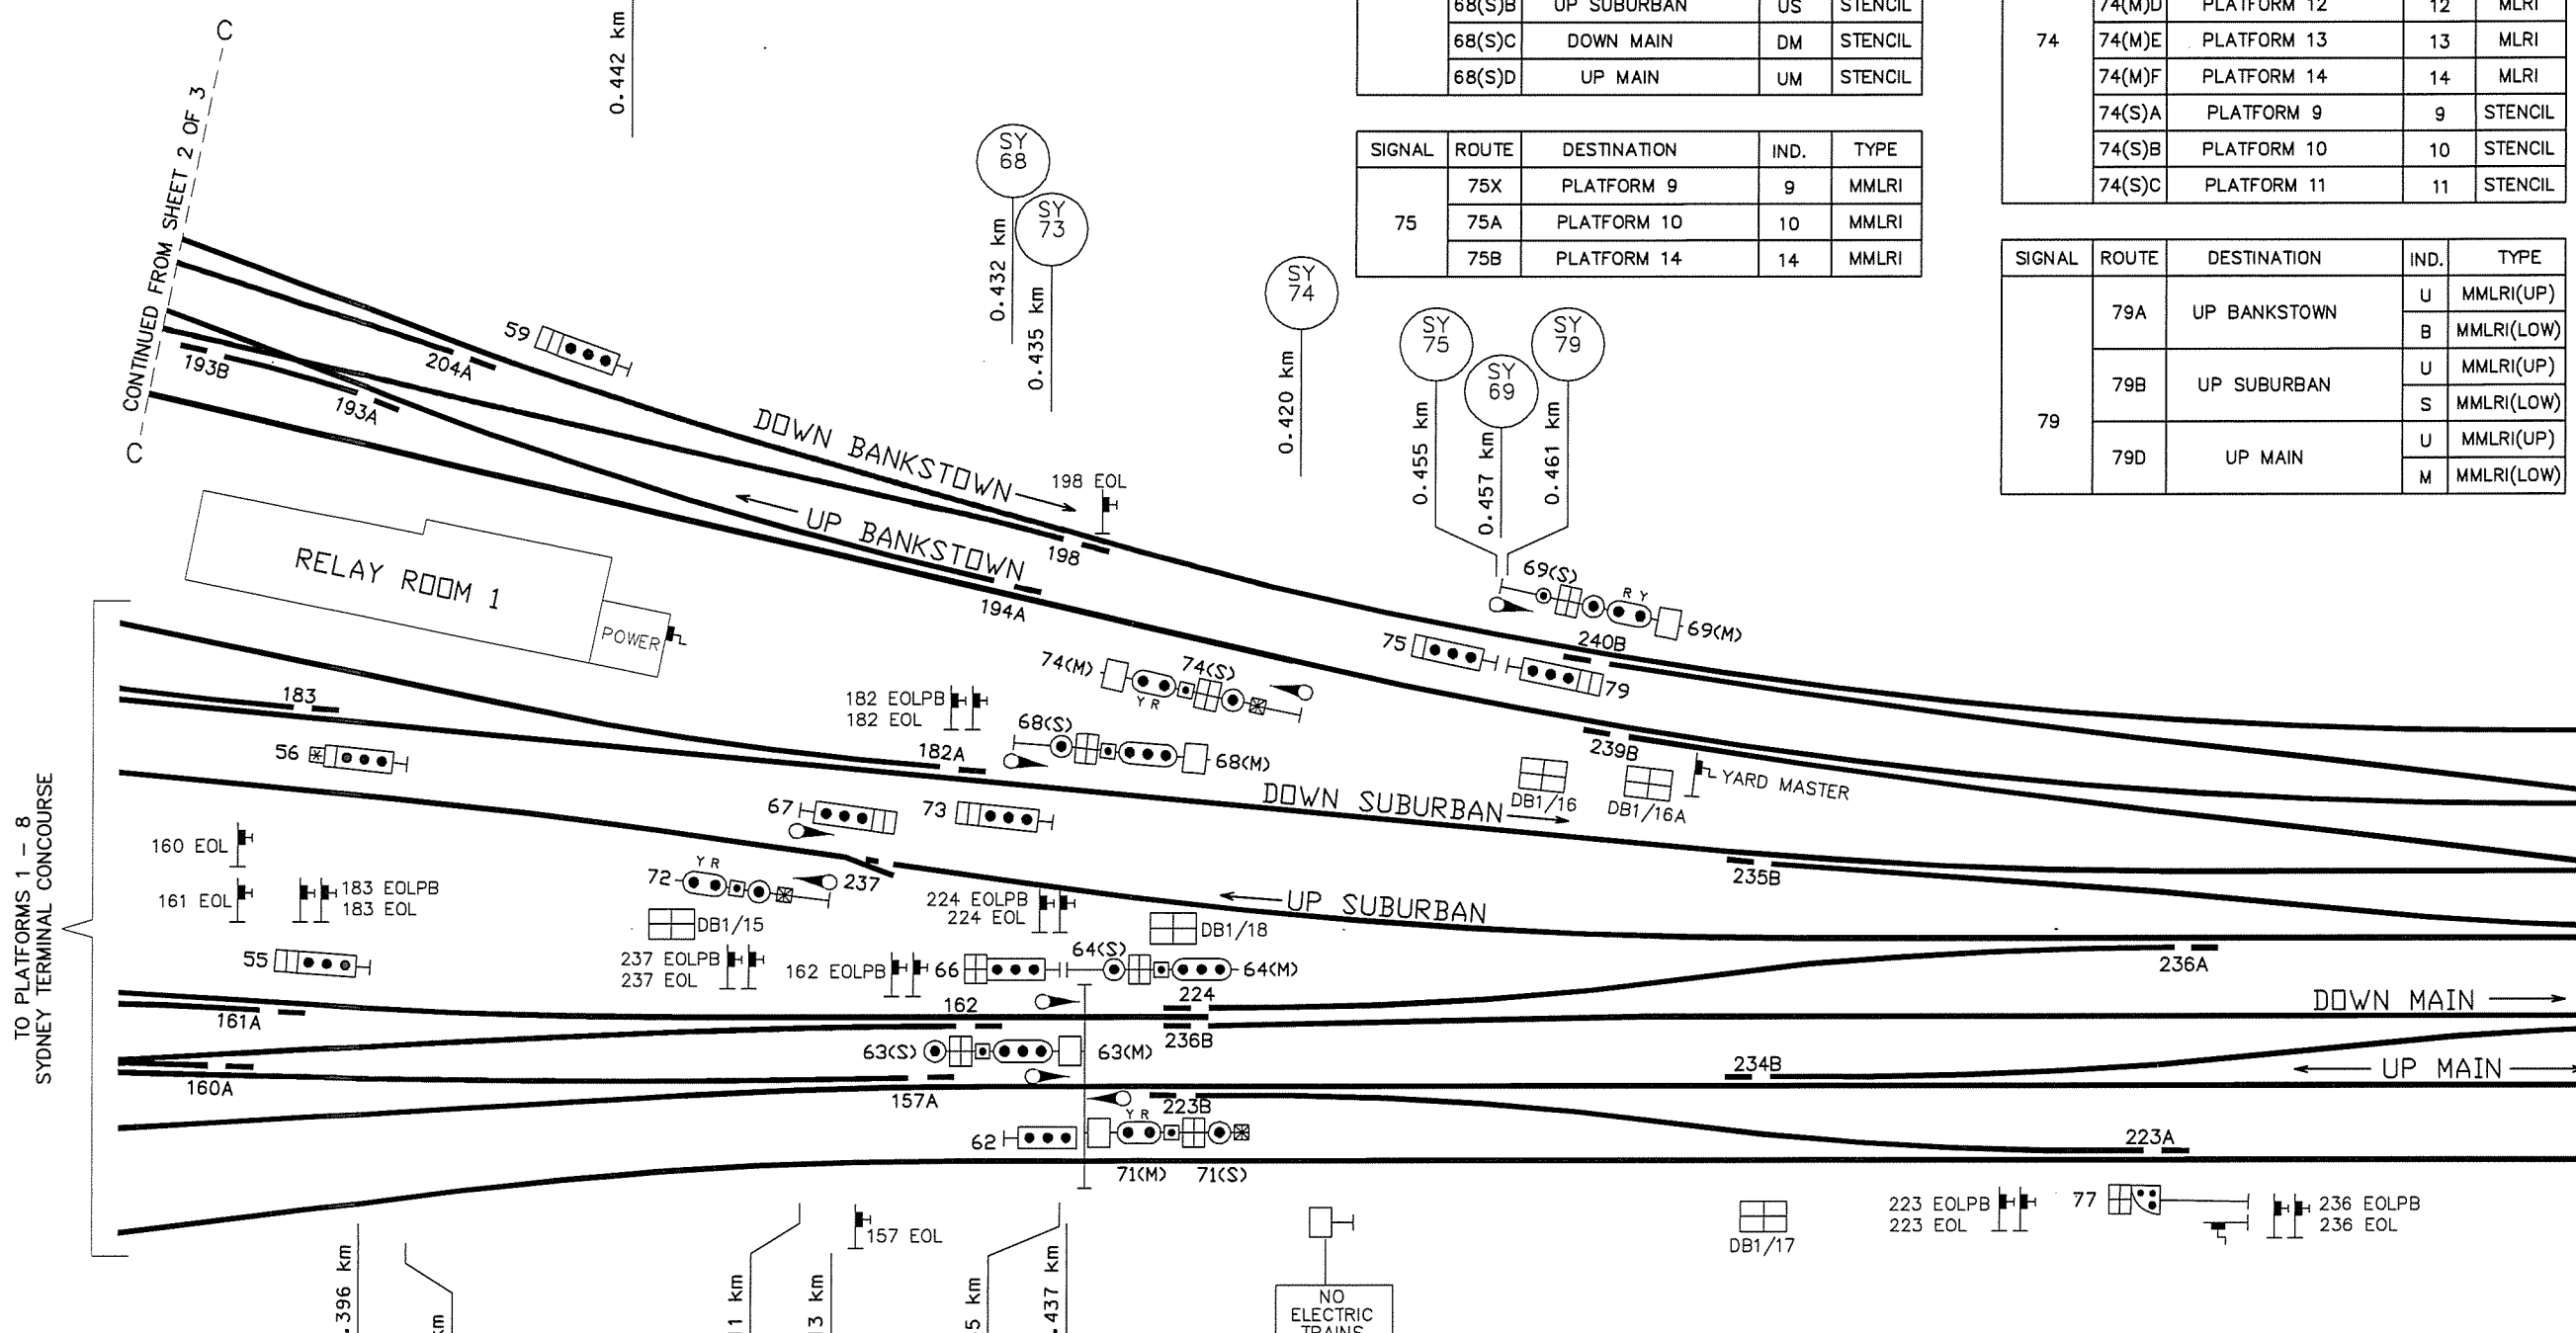 68(S)B UP SUBURBAN US STENCIL
68(S)C DOWN MAIN DM STENCIL
68(S)D UP MAIN UM STENCIL
SIGNAL ROUTE DESTINATION IND. TYPE
75
75X PLATFORM 9 9 MMLRI
75A PLATFORM 10 10 MMLRI
75B PLATFORM 14 14 MMLRI
74
74(M)D PLATFORM 12 12 MLRI
74(M)E PLATFORM 13 13 MLRI
74(M)F PLATFORM 14 14 MLRI
74(S)A PLATFORM 9 9 STENCIL
74(S)B PLATFORM 10 10 STENCIL
74(S)C PLATFORM 11 11 STENCIL
SIGNAL ROUTE DESTINATION IND. TYPE
79
79A UP BANKSTOWN U MMLRI(UP)
B MMLRI(LOW)
79B UP SUBURBAN U MMLRI(UP)
S MMLRI(LOW)
79D UP MAIN U MMLRI(UP)
M MMLRI(LOW)
C
CONTINUED FROM SHEET 2 OF 3
C
0.442 km
SY
68
0.432 km
SY
73
0.435 km
SY
74
0.420 km
SY
75
0.455 km
SY
69
0.457 km
SY
79
0.461 km
59
204A
193B
193A
DOWN BANKSTOWN
198 EOL
UP BANKSTOWN
198
194A
RELAY ROOM 1
POWER
69(S)
R Y
69(M)
240B
75
79
74(M)
74(S)
Y R
183
182 EOLPB
182 EOL
68(S)
68(M)
182A
239B
56
67
73
DOWN SUBURBAN
DB1/16
DB1/16A
YARD MASTER
TO PLATFORMS 1 - 8
SYDNEY TERMINAL CONCOURSE
160 EOL
161 EOL
183 EOLPB
183 EOL
72
Y R
237
DB1/15
224 EOLPB
224 EOL
UP SUBURBAN
235B
DB1/18
55
237 EOLPB
237 EOL
162 EOLPB
66
64(S)
64(M)
236A
161A
162
224
DOWN MAIN
236B
63(S)
63(M)
160A
157A
234B
UP MAIN
223B
Y R
62
71(M)
71(S)
223A
157 EOL
DB1/17
223 EOLPB
223 EOL
77
236 EOLPB
236 EOL
.396 km
km
11 km
13 km
5 km
.437 km
NO
ELECTRIC
TRAINS